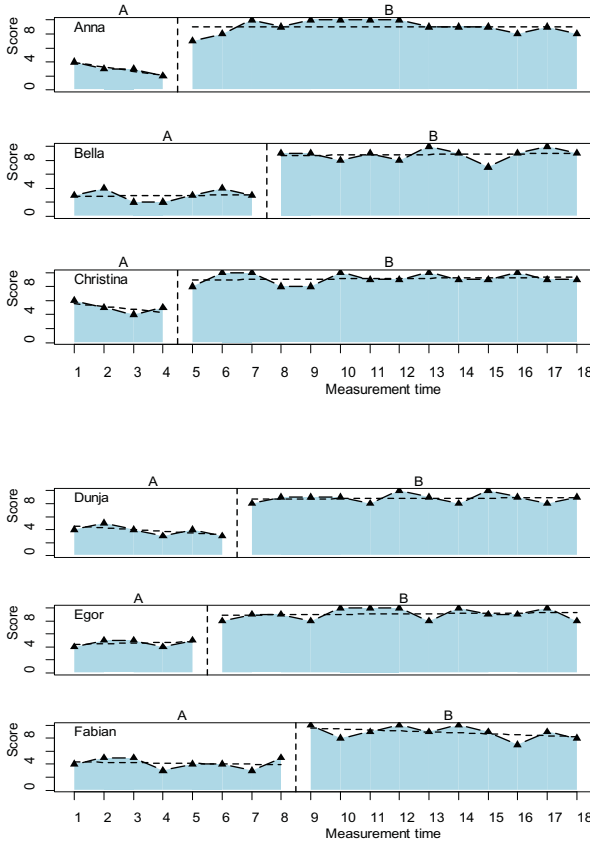 A B
Score 0 4 8 Anna
A B
Score 0 4 8 Bella
A B
Score 0 4 8 Christina
1 2 3 4 5 6 7 8 9 10 11 12 13 14 15 16 17 18
Measurement time
A B
Score 0 4 8 Dunja
A B
Score 0 4 8 Egor
A B
Score 0 4 8 Fabian
1 2 3 4 5 6 7 8 9 10 11 12 13 14 15 16 17 18
Measurement time